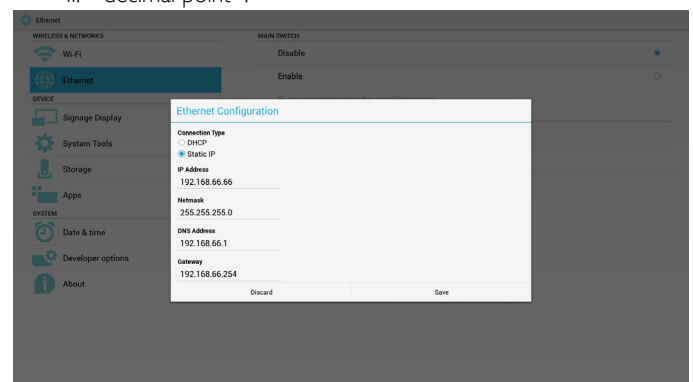 ii. decimal point "."
Ethernet
WIRELESS & NETWORKS
Wi-Fi
Ethernet
DEVICE
Signage Display
System Tools
Storage
Apps
SYSTEM
Date & time
Developer options
About
MAIN SWITCH
Disable
Enable
Ethernet Configuration
Connection Type
DHCP
Static IP
IP Address
192.168.66.66
Netmask
255.255.255.0
DNS Address
192.168.66.1
Gateway
192.168.66.254
Discard
Save